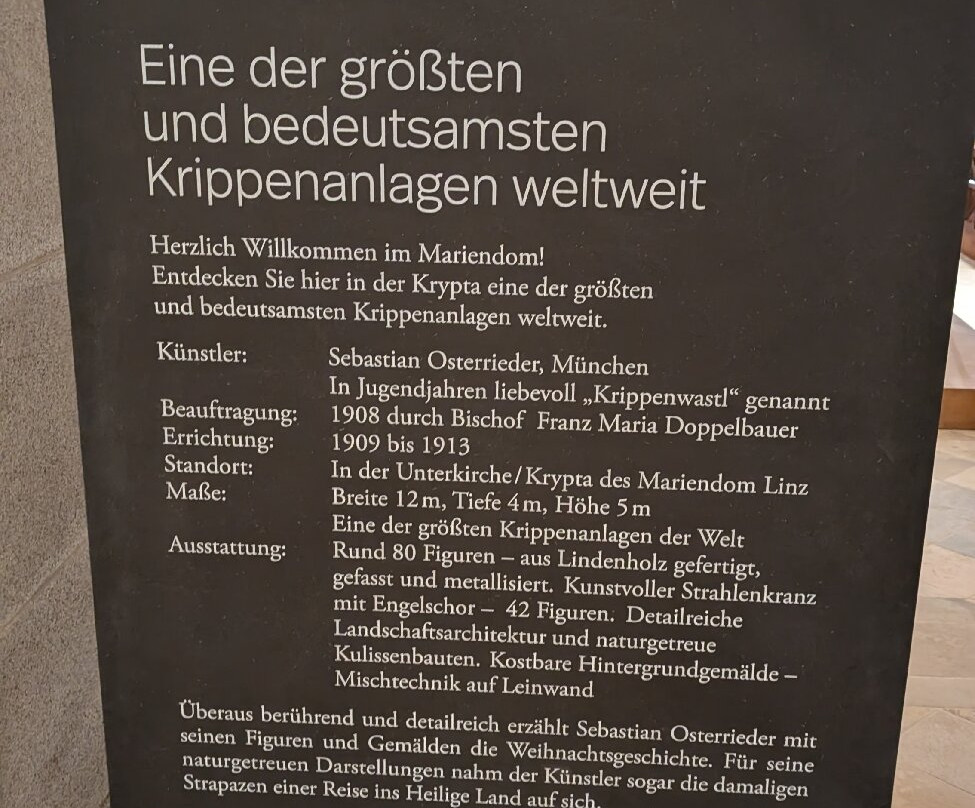 Eine der größten
und bedeutsamsten
Krippenanlagen weltweit
Herzlich Willkommen im Mariendom!
Entdecken Sie hier in der Krypta eine der größten
und bedeutsamsten Krippenanlagen weltweit.
Künstler: Sebastian Osterrieder, München
In Jugendjahren liebevoll „Krippenwastl“ genannt
Beauftragung: 1908 durch Bischof Franz Maria Doppelbauer
Errichtung: 1909 bis 1913
Standort: In der Unterkirche/Krypta des Mariendom Linz
Maße: Breite 12 m, Tiefe 4 m, Höhe 5 m
Eine der größten Krippenanlagen der Welt
Ausstattung: Rund 80 Figuren – aus Lindenholz gefertigt,
gefasst und metallisiert. Kunstvoller Strahlenkranz
mit Engelschor – 42 Figuren. Detailreiche
Landschaftsarchitektur und naturgetreue
Kulissenbauten. Kostbare Hintergrundgemälde –
Mischtechnik auf Leinwand
Überaus berührend und detailreich erzählt Sebastian Osterrieder mit
seinen Figuren und Gemälden die Weihnachtsgeschichte. Für seine
naturgetreuen Darstellungen nahm der Künstler sogar die damaligen
Strapazen einer Reise ins Heilige Land auf sich.